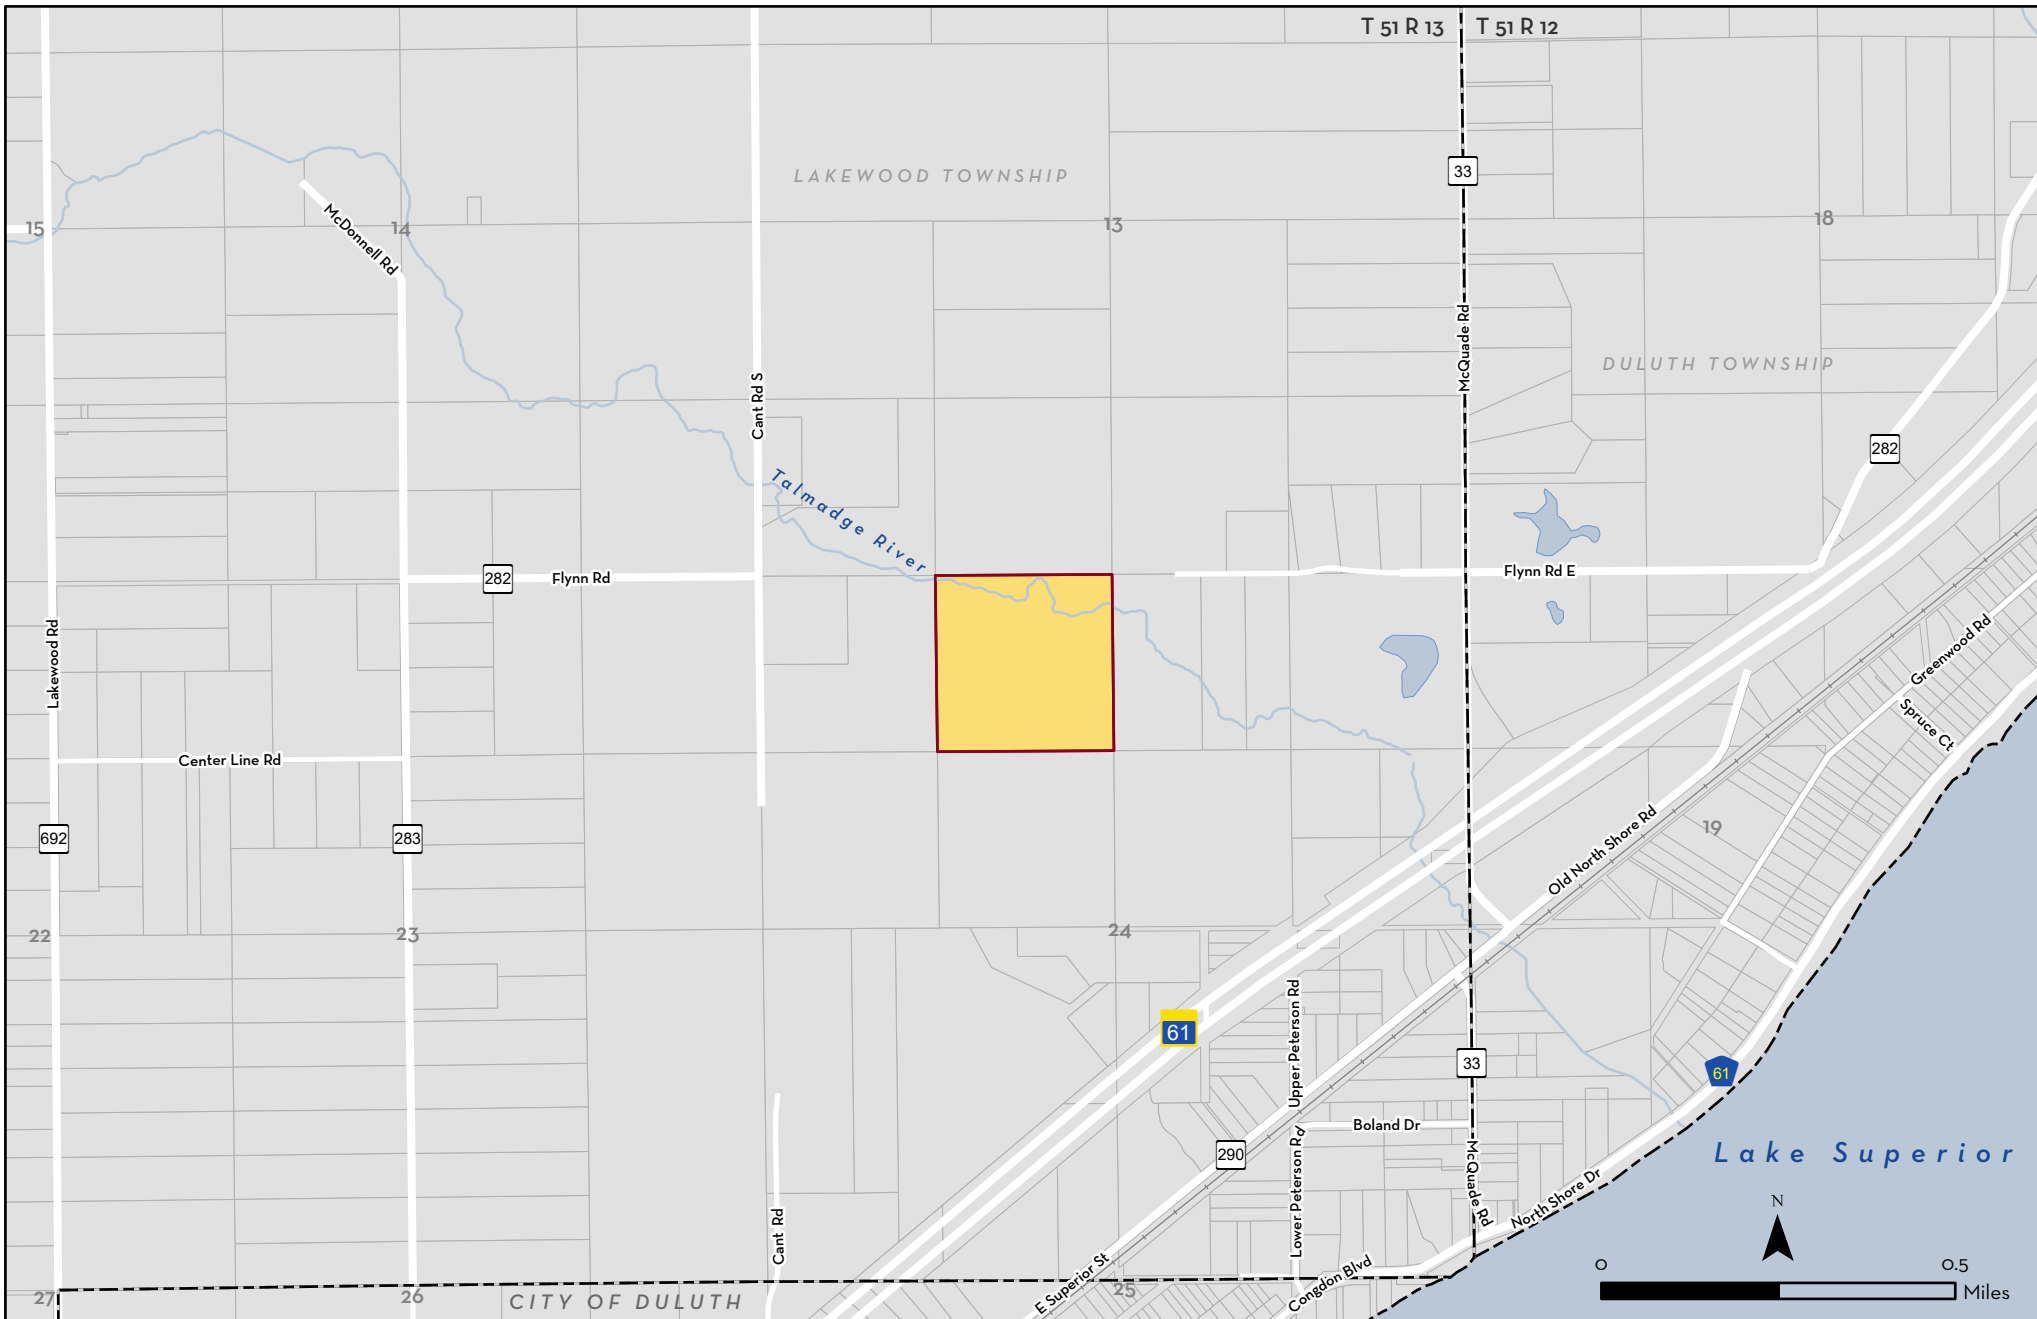 T 51 R 13
T 51 R 12
33
LAKEWOOD TOWNSHIP
McDonnell Rd
15
14
13
18
McQuade Rd
DULUTH TOWNSHIP
Cant Rd S
282
Talmadge River
282
Flynn Rd
Flynn Rd E
Lakewood Rd
Greenwood Rd
Spruce Ct
Center Line Rd
692
283
Old North Shore Rd
19
22
23
24
61
Upper Peterson Rd
33
61
290
Boland Dr
Lower Peterson Rd
McQuade Rd
North Shore Dr
Lake Superior
Cant Rd
N
E Superior St
Congdon Blvd
0
0.5
Miles
27
26
CITY OF DULUTH
25